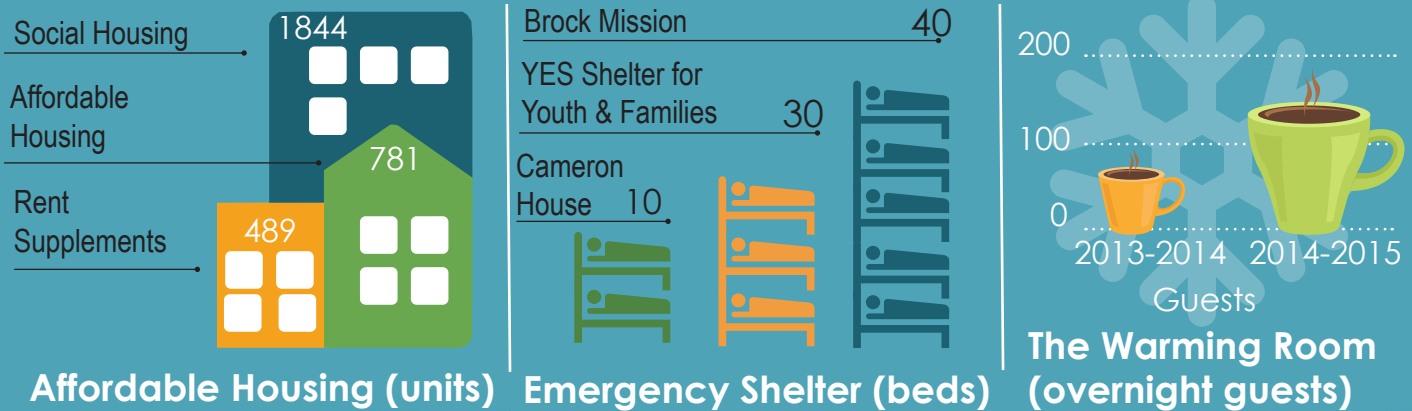 Social Housing
1844
Affordable
Housing
781
Rent
Supplements
489
Affordable Housing (units)
Brock Mission 40
YES Shelter for
Youth & Families 30
Cameron
House 10
Emergency Shelter (beds)
200
100
0
2013-2014 2014-2015
Guests
The Warming Room
(overnight guests)